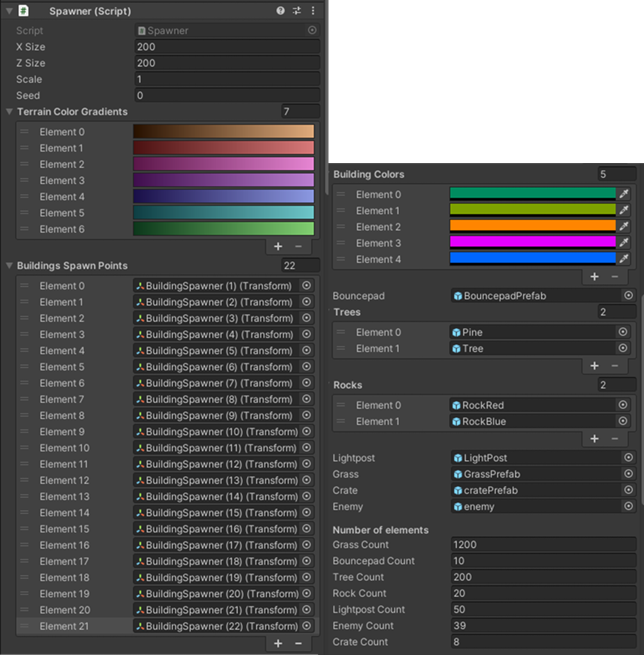 Spawner (Script)
Script Spawner
X Size 200
Z Size 200
Scale 1
Seed 0
Terrain Color Gradients 7
Element 0
Element 1
Element 2
Element 3
Element 4
Element 5
Element 6
+ −
Buildings Spawn Points 22
Element 0 BuildingSpawner (1) (Transform)
Element 1 BuildingSpawner (2) (Transform)
Element 2 BuildingSpawner (3) (Transform)
Element 3 BuildingSpawner (4) (Transform)
Element 4 BuildingSpawner (5) (Transform)
Element 5 BuildingSpawner (6) (Transform)
Element 6 BuildingSpawner (7) (Transform)
Element 7 BuildingSpawner (8) (Transform)
Element 8 BuildingSpawner (9) (Transform)
Element 9 BuildingSpawner (10) (Transform)
Element 10 BuildingSpawner (11) (Transform)
Element 11 BuildingSpawner (12) (Transform)
Element 12 BuildingSpawner (13) (Transform)
Element 13 BuildingSpawner (14) (Transform)
Element 14 BuildingSpawner (15) (Transform)
Element 15 BuildingSpawner (16) (Transform)
Element 16 BuildingSpawner (17) (Transform)
Element 17 BuildingSpawner (18) (Transform)
Element 18 BuildingSpawner (19) (Transform)
Element 19 BuildingSpawner (20) (Transform)
Element 20 BuildingSpawner (21) (Transform)
Element 21 BuildingSpawner (22) (Transform)
+ −
Building Colors 5
Element 0
Element 1
Element 2
Element 3
Element 4
+ −
Bouncepad BouncepadPrefab
Trees 2
Element 0 Pine
Element 1 Tree
+ −
Rocks 2
Element 0 RockRed
Element 1 RockBlue
+ −
Lightpost LightPost
Grass GrassPrefab
Crate cratePrefab
Enemy enemy
Number of elements
Grass Count 1200
Bouncepad Count 10
Tree Count 200
Rock Count 20
Lightpost Count 50
Enemy Count 39
Crate Count 8